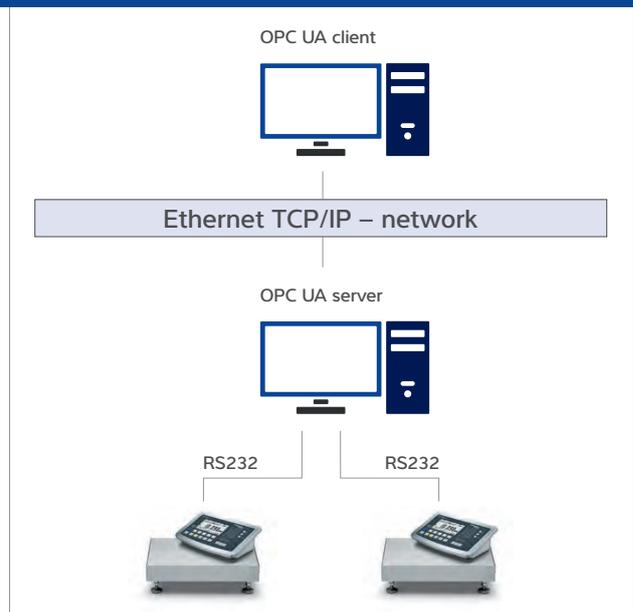 OPC UA client
Ethernet TCP/IP – network
OPC UA server
RS232 RS232